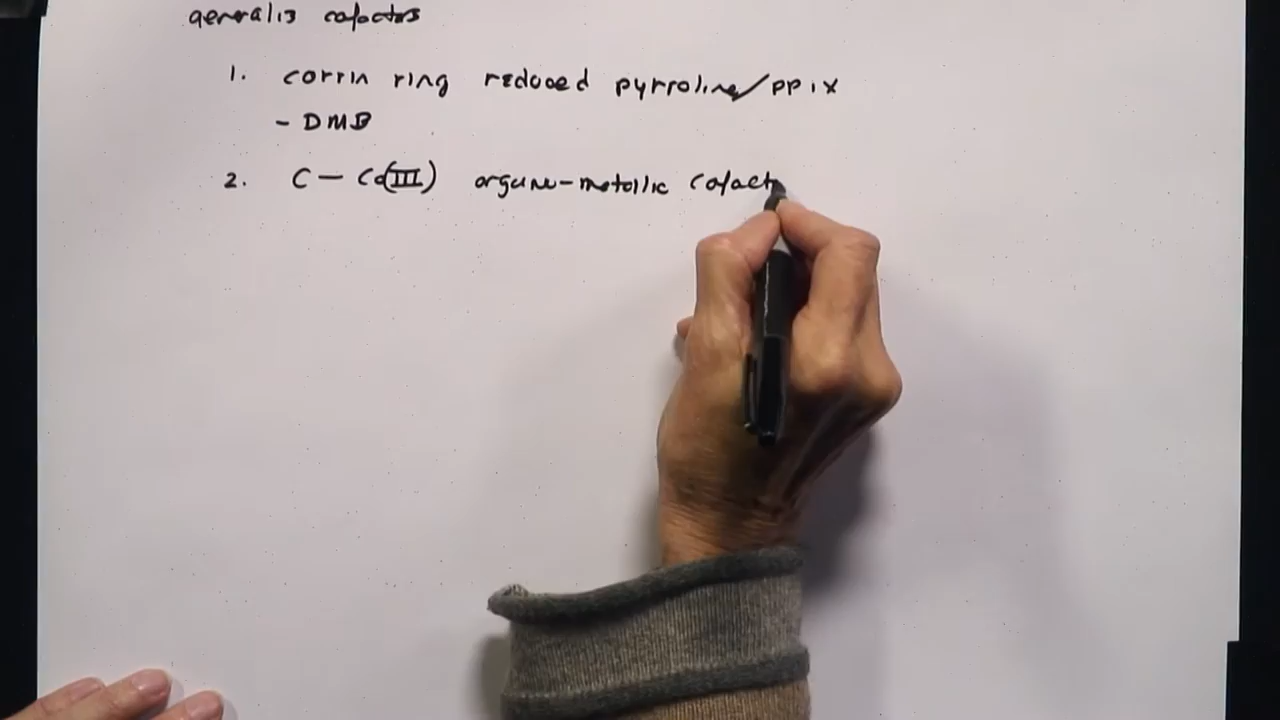 generalis cofactors
1. corrin ring reduced pyrroline/PPIX
- DMB
2. C - Co(III) organo-metallic cofact